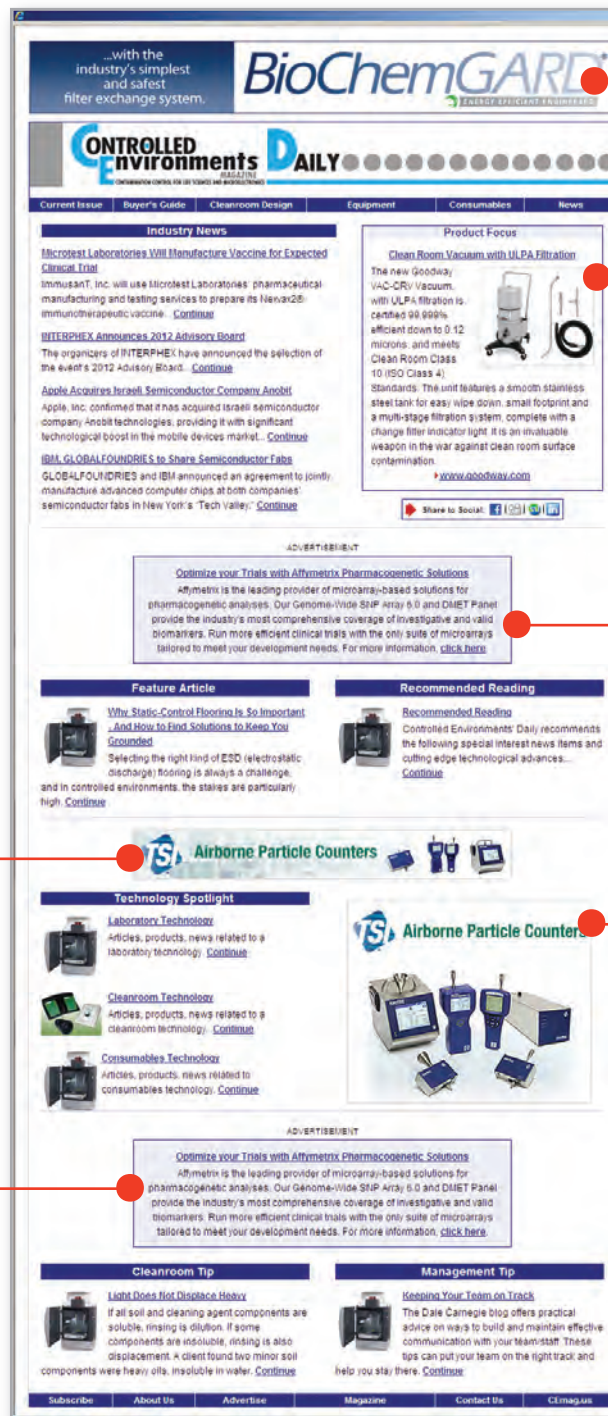 ...with the
industry's simplest
and safest
filter exchange system.
BioChemGARD
ENERGY EFFICIENT ENGINEERED
CONTROLLED
Environments
MAGAZINE
CONTAMINATION CONTROL FOR LIFE SCIENCES AND MICROELECTRONICS
DAILY
Current Issue Buyer's Guide Cleanroom Design Equipment Consumables News
Industry News
Microtest Laboratories Will Manufacture Vaccine for Expected
Clinical Trial
ImmusanT, Inc. will use Microtest Laboratories' pharmaceutical
manufacturing and testing services to prepare its Nexvax2®
immunotherapeutic vaccine... Continue
INTERPHEX Announces 2012 Advisory Board
The organizers of INTERPHEX have announced the selection of
the event's 2012 Advisory Board... Continue
Apple Acquires Israeli Semiconductor Company Anobit
Apple, Inc. confirmed that it has acquired Israeli semiconductor
company Anobit technologies, providing it with significant
technological boost in the mobile devices market... Continue
IBM, GLOBALFOUNDRIES to Share Semiconductor Fabs
GLOBALFOUNDRIES and IBM announced an agreement to jointly
manufacture advanced computer chips at both companies'
semiconductor fabs in New York's "Tech Valley." Continue
Product Focus
Clean Room Vacuum with ULPA Filtration
The new Goodway
VAC-CRV Vacuum,
with ULPA filtration is
certified 99.999%
efficient down to 0.12
microns, and meets
Clean Room Class
10 (ISO Class 4)
Standards. The unit features a smooth stainless
steel tank for easy wipe down, small footprint and
a multi-stage filtration system, complete with a
change filter indicator light. It is an invaluable
weapon in the war against clean room surface
contamination.
www.goodway.com
Share to Social:
ADVERTISEMENT
Optimize your Trials with Affymetrix Pharmacogenetic Solutions
Affymetrix is the leading provider of microarray-based solutions for
pharmacogenetic analyses. Our Genome-Wide SNP Array 6.0 and DMET Panel
provide the industry's most comprehensive coverage of investigative and valid
biomarkers. Run more efficient clinical trials with the only suite of microarrays
tailored to meet your development needs. For more information, click here.
Feature Article
Why Static-Control Flooring Is So Important
...And How to Find Solutions to Keep You
Grounded
Selecting the right kind of ESD (electrostatic
discharge) flooring is always a challenge,
and in controlled environments, the stakes are particularly
high. Continue
Recommended Reading
Recommended Reading
Controlled Environments' Daily recommends
the following special interest news items and
cutting edge technological advances...
Continue
TSI Airborne Particle Counters
Technology Spotlight
Laboratory Technology
Articles, products, news related to a
laboratory technology. Continue
Cleanroom Technology
Articles, products, news related to a
cleanroom technology. Continue
Consumables Technology
Articles, products, news related to
consumables technology. Continue
TSI Airborne Particle Counters
ADVERTISEMENT
Optimize your Trials with Affymetrix Pharmacogenetic Solutions
Affymetrix is the leading provider of microarray-based solutions for
pharmacogenetic analyses. Our Genome-Wide SNP Array 6.0 and DMET Panel
provide the industry's most comprehensive coverage of investigative and valid
biomarkers. Run more efficient clinical trials with the only suite of microarrays
tailored to meet your development needs. For more information, click here.
Cleanroom Tip
Light Does Not Displace Heavy
If all soil and cleaning agent components are
soluble, rinsing is dilution. If some
components are insoluble, rinsing is also
displacement. A client found two minor soil
components were heavy oils, insoluble in water. Continue
Management Tip
Keeping Your Team on Track
The Dale Carnegie blog offers practical
advice on ways to build and maintain effective
communication with your team/staff. These
tips can put your team on the right track and
help you stay there. Continue
Subscribe About Us Advertise Magazine Contact Us CEmag.us